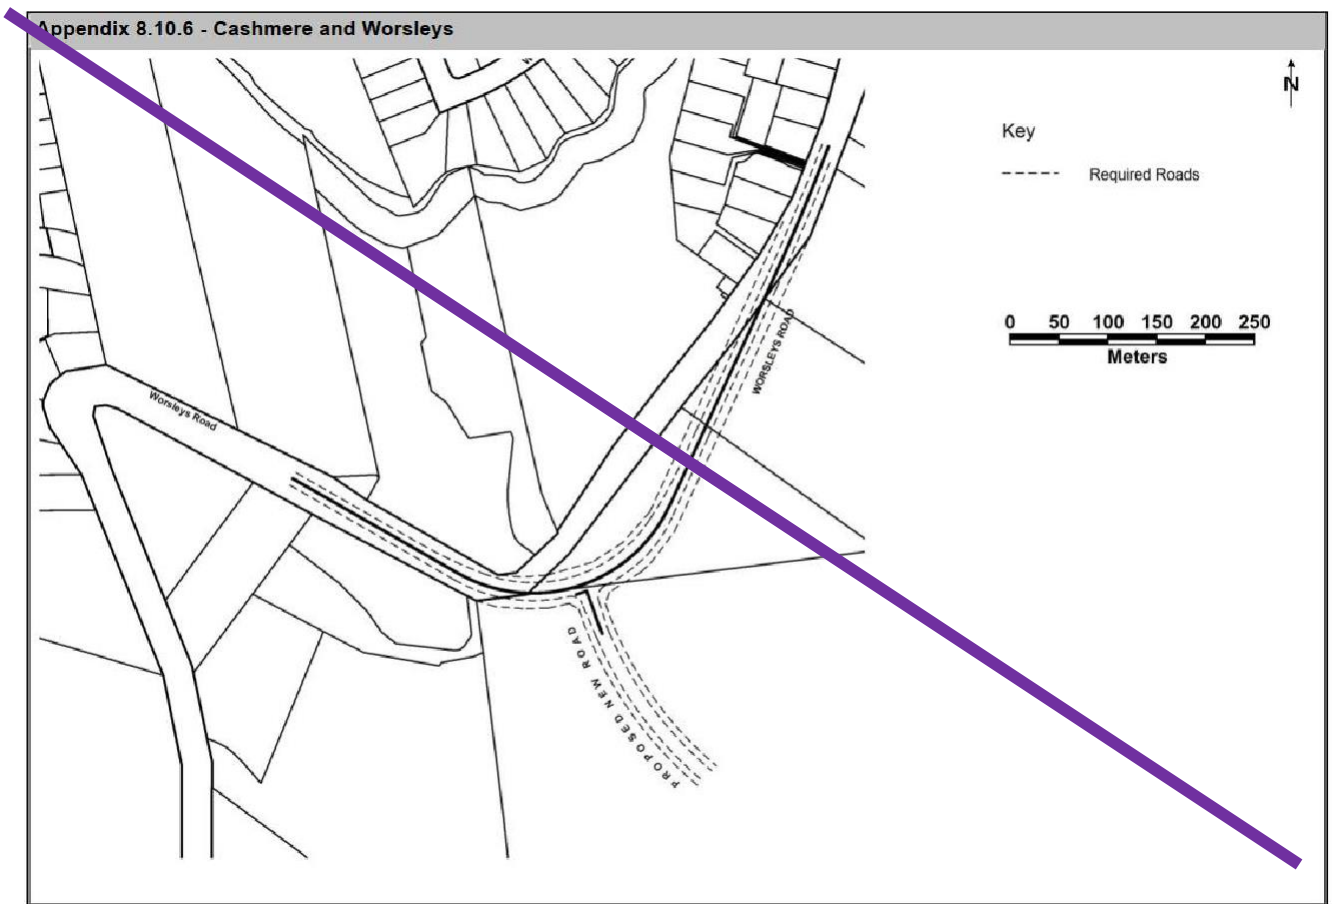 Appendix 8.10.6 - Cashmere and Worsleys
N
Key
Required Roads
0 50 100 150 200 250
Meters
WORSLEYS ROAD
Worsleys Road
PROPOSED NEW ROAD